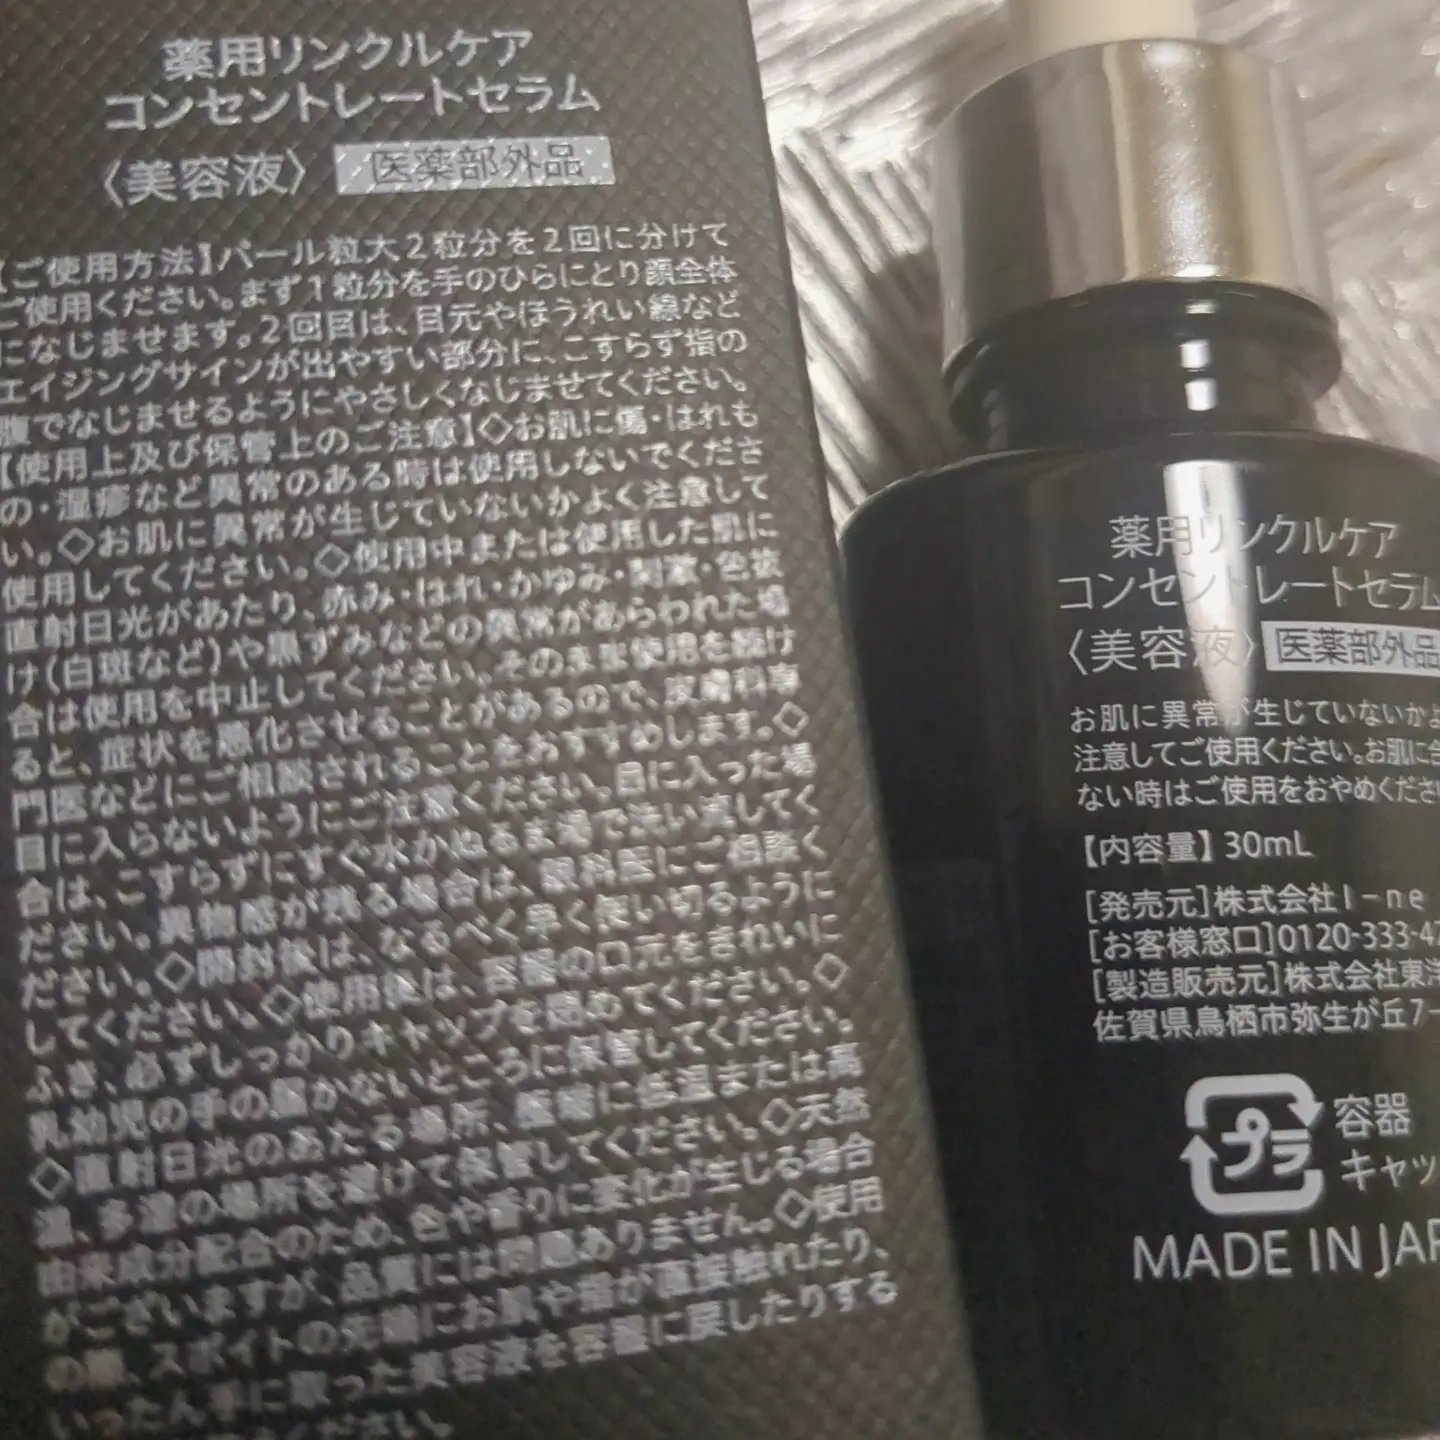 薬用リンクルケア
コンセントレートセラム
〈美容液〉 医薬部外品
【ご使用方法】パール粒大2粒分を2回に分けて
ご使用ください。まず1粒分を手のひらにとり顔全体
になじませます。2回目は、目元やほうれい線など
エイジングサインが出やすい部分に、こすらず指の
腹でなじませるようにやさしくなじませてください。
【使用上及び保管上のご注意】◇お肌に傷・はれも
の・湿疹など異常のある時は使用しないでくださ
い。◇お肌に異常が生じていないかよく注意して
使用してください。◇使用中または使用した肌に
直射日光があたり、赤み・はれ・かゆみ・刺激・色抜
け(白斑など)や黒ずみなどの異常があらわれた場
合は使用を中止してください。そのまま使用を続け
ると、症状を悪化させることがあるので、皮膚科専
門医などにご相談されることをおすすめします。◇
目に入らないようにご注意ください。目に入った場
合は、こすらずにすぐ水かぬるま湯で洗い流してく
ださい。異物感が残る場合は、眼科医にご相談く
ださい。◇開封後は、なるべく早く使い切るように
してください。◇使用後は、容器の口元をきれいに
ふき、必ずしっかりキャップを閉めてください。◇
乳幼児の手の届かないところに保管してください。
◇直射日光のあたる場所、極端に低温または高
温、多湿の場所を避けて保管してください。◇天然
由来成分配合のため、色や香りに変化が生じる場合
がございますが、品質には問題ありません。◇使用
の際、スポイトの先端にお肌や指が直接触れたり、
いったん手に取った美容液を容器に戻したりする
ください。
薬用リンクルケア
コンセントレートセラム
〈美容液〉 医薬部外品
お肌に異常が生じていないかよ
注意してご使用ください。お肌に合
ない時はご使用をおやめくださ
【内容量】30mL
[発売元]株式会社I-ne
[お客様窓口]0120-333-47
[製造販売元]株式会社東洋
佐賀県鳥栖市弥生が丘7-
プラ 容器
キャッ
MADE IN JAP